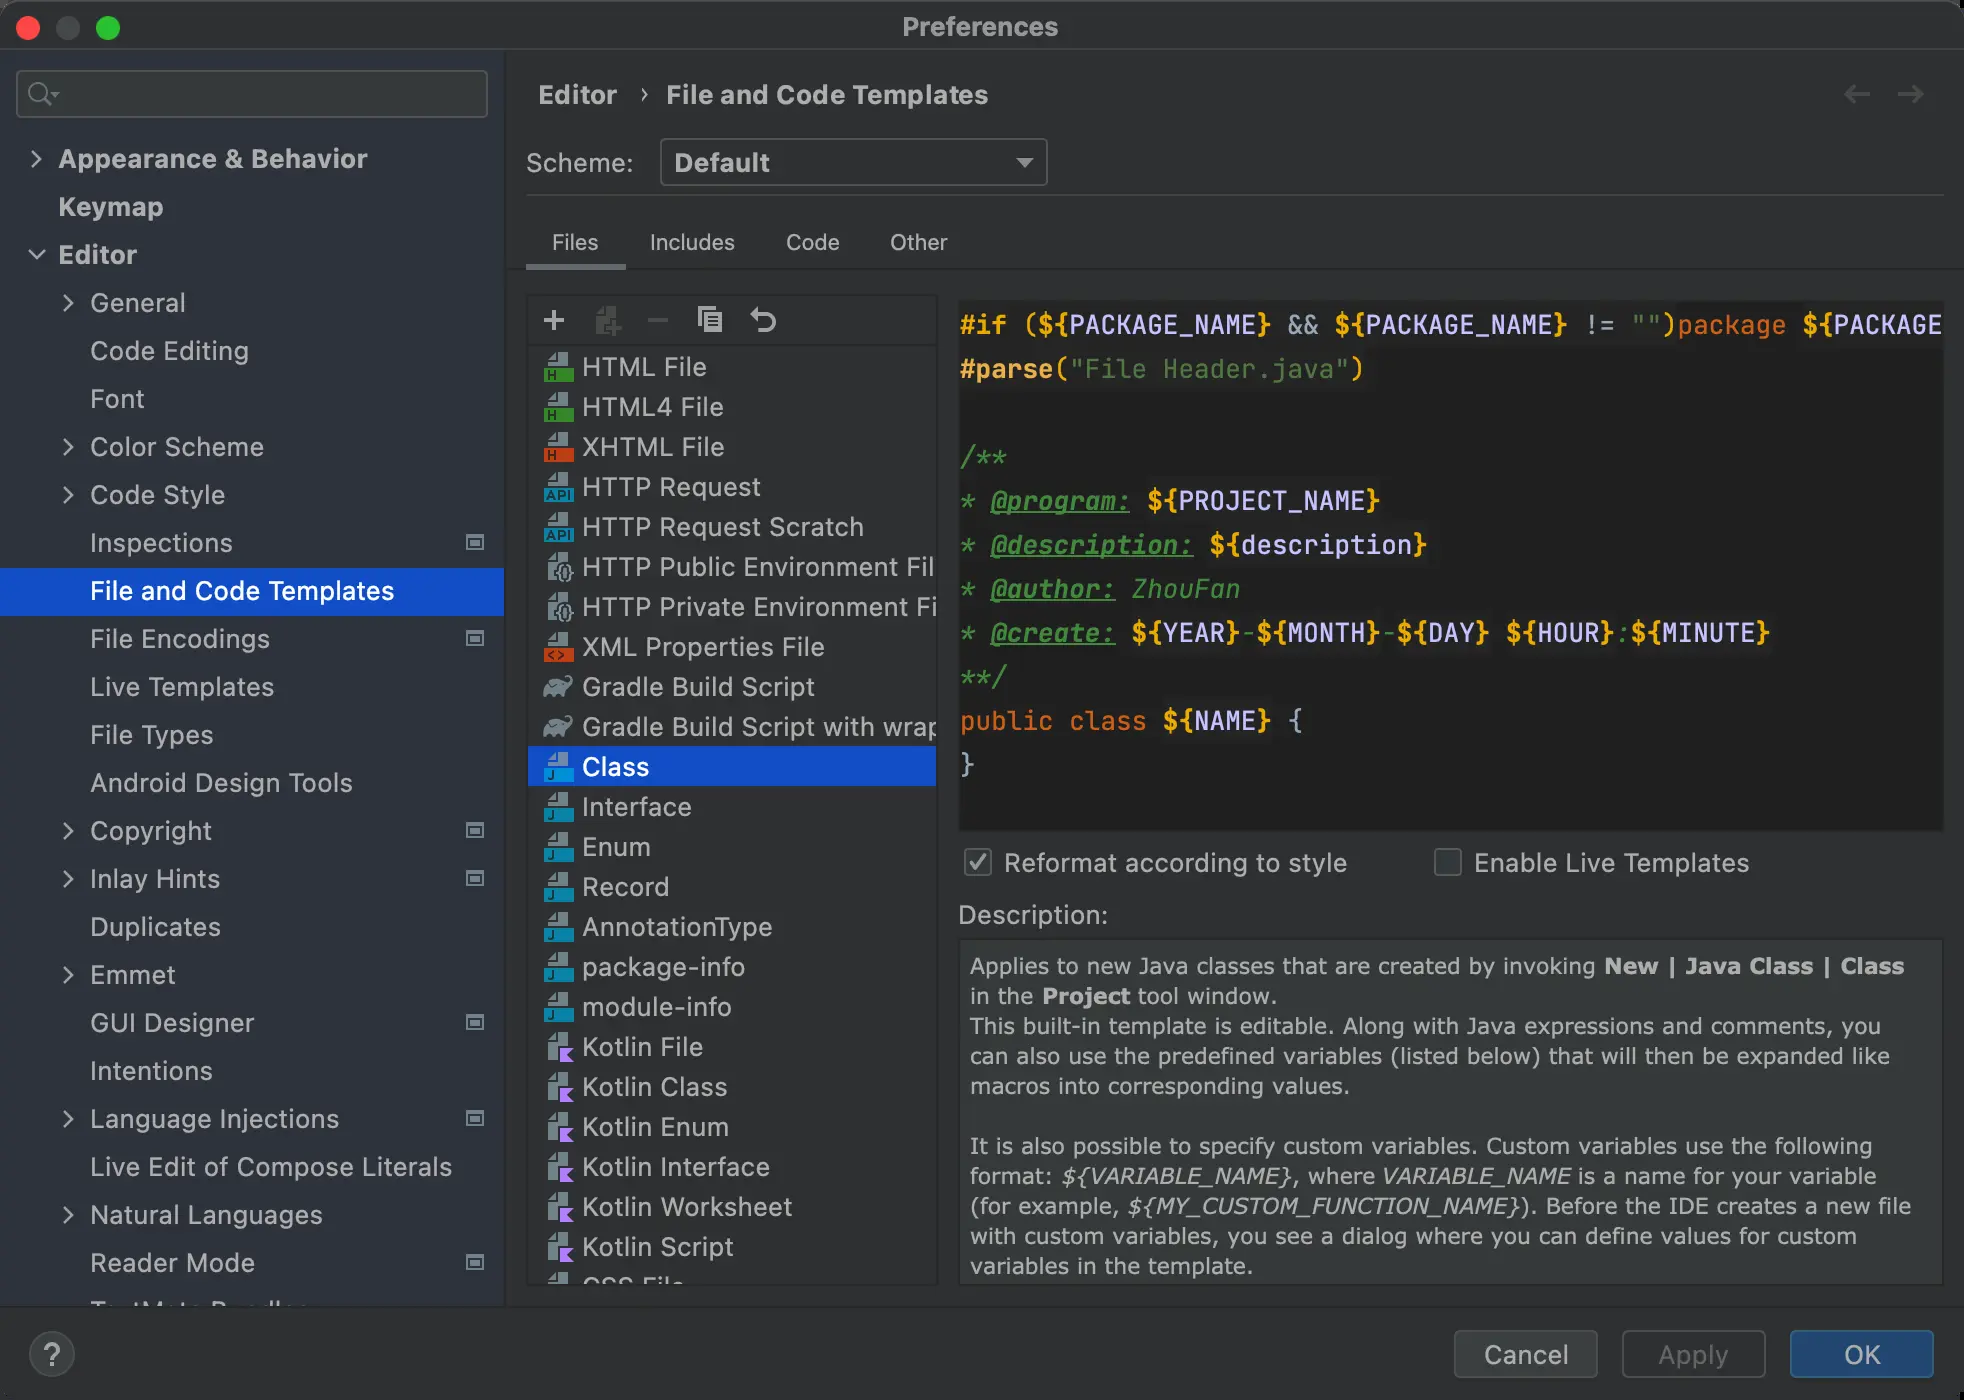 Preferences
Appearance & Behavior
Keymap
Editor
General
Code Editing
Font
Color Scheme
Code Style
Inspections
File and Code Templates
File Encodings
Live Templates
File Types
Android Design Tools
Copyright
Inlay Hints
Duplicates
Emmet
GUI Designer
Intentions
Language Injections
Live Edit of Compose Literals
Natural Languages
Reader Mode
Editor › File and Code Templates
Scheme: Default
Files Includes Code Other
HTML File
HTML4 File
XHTML File
HTTP Request
HTTP Request Scratch
HTTP Public Environment Fil
HTTP Private Environment Fi
XML Properties File
Gradle Build Script
Gradle Build Script with wrap
Class
Interface
Enum
Record
AnnotationType
package-info
module-info
Kotlin File
Kotlin Class
Kotlin Enum
Kotlin Interface
Kotlin Worksheet
Kotlin Script
CSS File
#if (${PACKAGE_NAME} && ${PACKAGE_NAME} != "")package ${PACKAGE
#parse("File Header.java")
/**
* @program: ${PROJECT_NAME}
* @description: ${description}
* @author: ZhouFan
* @create: ${YEAR}-${MONTH}-${DAY} ${HOUR}:${MINUTE}
**/
public class ${NAME} {
}
Reformat according to style
Enable Live Templates
Description:
Applies to new Java classes that are created by invoking New | Java Class | Class
in the Project tool window.
This built-in template is editable. Along with Java expressions and comments, you
can also use the predefined variables (listed below) that will then be expanded like
macros into corresponding values.
It is also possible to specify custom variables. Custom variables use the following
format: ${VARIABLE_NAME}, where VARIABLE_NAME is a name for your variable
(for example, ${MY_CUSTOM_FUNCTION_NAME}). Before the IDE creates a new file
with custom variables, you see a dialog where you can define values for custom
variables in the template.
?
Cancel
Apply
OK